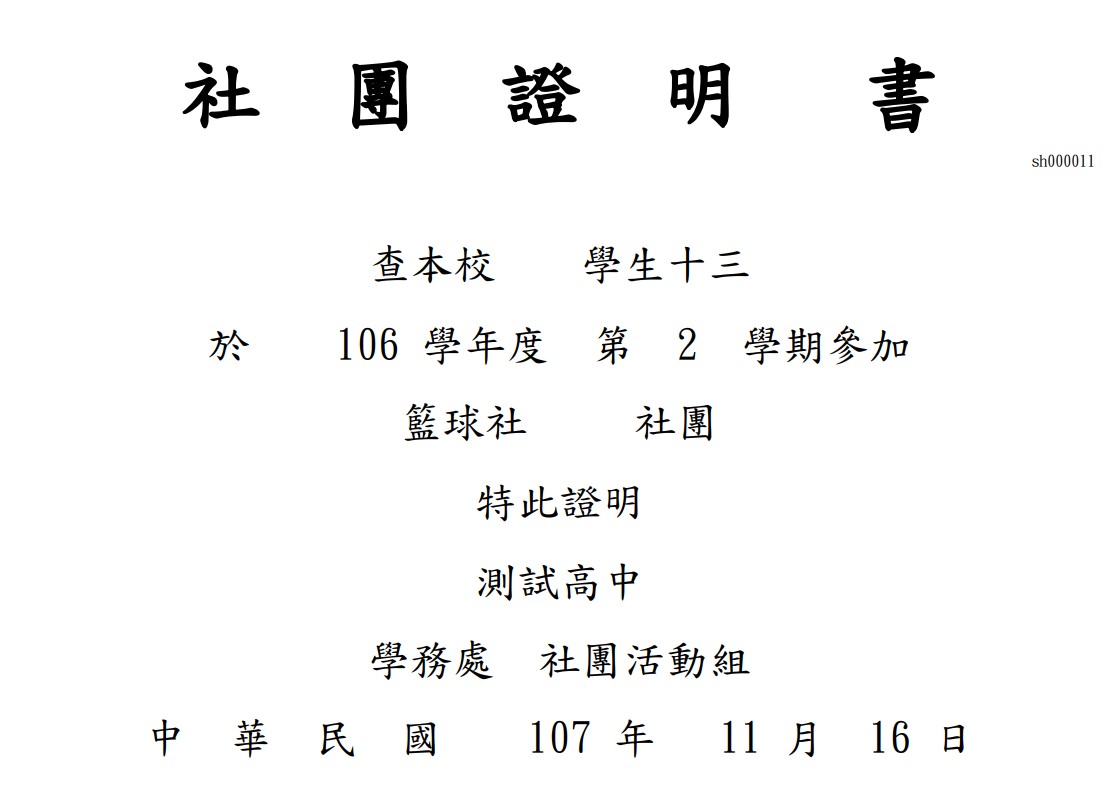 社 團 證 明 書
sh000011
查本校 學生十三
於 106 學年度 第 2 學期參加
籃球社 社團
特此證明
測試高中
學務處 社團活動組
中 華 民 國 107 年 11 月 16 日